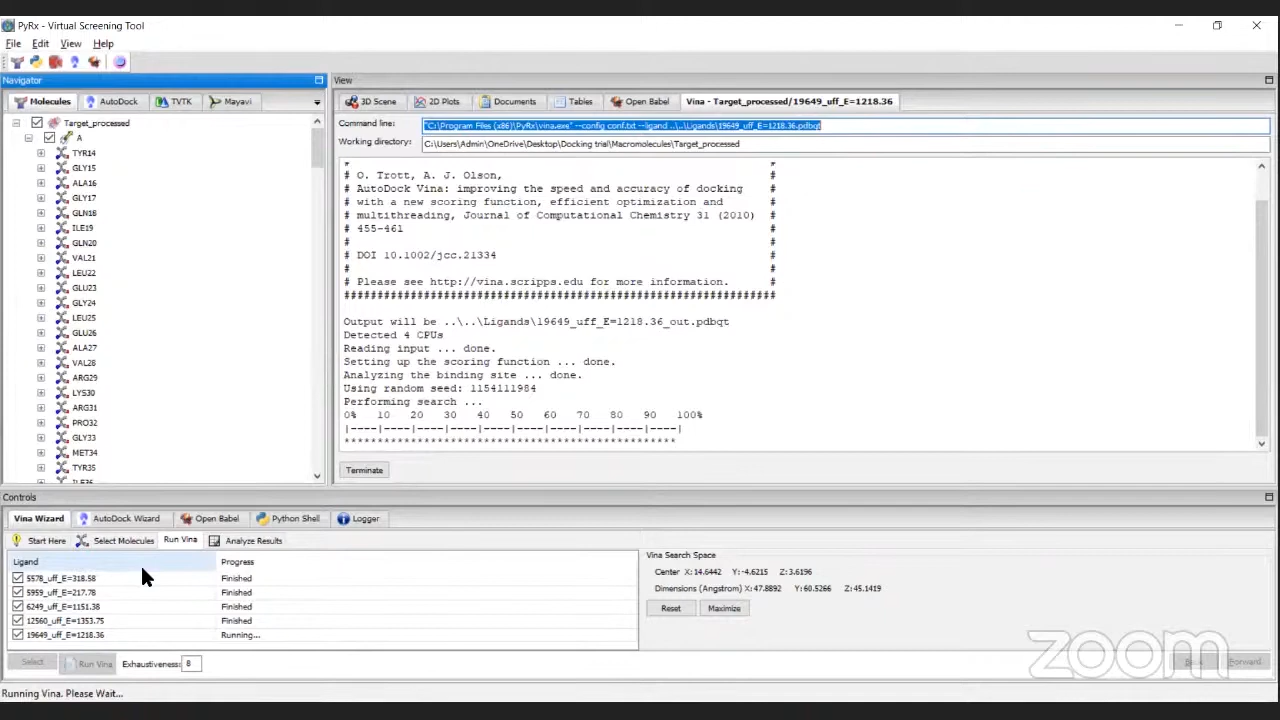 PyRx - Virtual Screening Tool
File Edit View Help
Navigator
Molecules AutoDock TVTK Mayavi
Target_processed
A
TYR14
GLY15
ALA16
GLY17
GLN18
ILE19
GLN20
VAL21
LEU22
GLU23
GLY24
LEU25
GLU26
ALA27
VAL28
ARG29
LYS30
ARG31
PRO32
GLY33
MET34
TYR35
View
3D Scene 2D Plots Documents Tables Open Babel Vina - Target_processed/19649_uff_E=1218.36
Command line: "C:\Program Files (x86)\PyRx\vina.exe" --config conf.txt --ligand ..\..\Ligands\19649_uff_E=1218.36.pdbqt
Working directory: C:\Users\Admin\OneDrive\Desktop\Docking trial\Macromolecules\Target_processed
# #
# O. Trott, A. J. Olson, #
# AutoDock Vina: improving the speed and accuracy of docking #
# with a new scoring function, efficient optimization and #
# multithreading, Journal of Computational Chemistry 31 (2010) #
# 455-461 #
# #
# DOI 10.1002/jcc.21334 #
# #
# Please see http://vina.scripps.edu for more information. #
#################################################################
Output will be ..\..\Ligands\19649_uff_E=1218.36_out.pdbqt
Detected 4 CPUs
Reading input ... done.
Setting up the scoring function ... done.
Analyzing the binding site ... done.
Using random seed: 1154111984
Performing search ...
0% 10 20 30 40 50 60 70 80 90 100%
|----|----|----|----|----|----|----|----|----|----|
**************************************************
Terminate
Controls
Vina Wizard AutoDock Wizard Open Babel Python Shell Logger
Start Here Select Molecules Run Vina Analyze Results
Ligand Progress
5578_uff_E=318.58 Finished
5959_uff_E=217.78 Finished
6249_uff_E=1151.38 Finished
12560_uff_E=1353.75 Finished
19649_uff_E=1218.36 Running...
Vina Search Space
Center X:14.6442 Y:-4.6215 Z:3.6196
Dimensions (Angstrom) X:47.8892 Y:60.5266 Z:45.1419
Reset Maximize
Select Run Vina Exhaustiveness: 8
Forward
zoom
Running Vina. Please Wait...